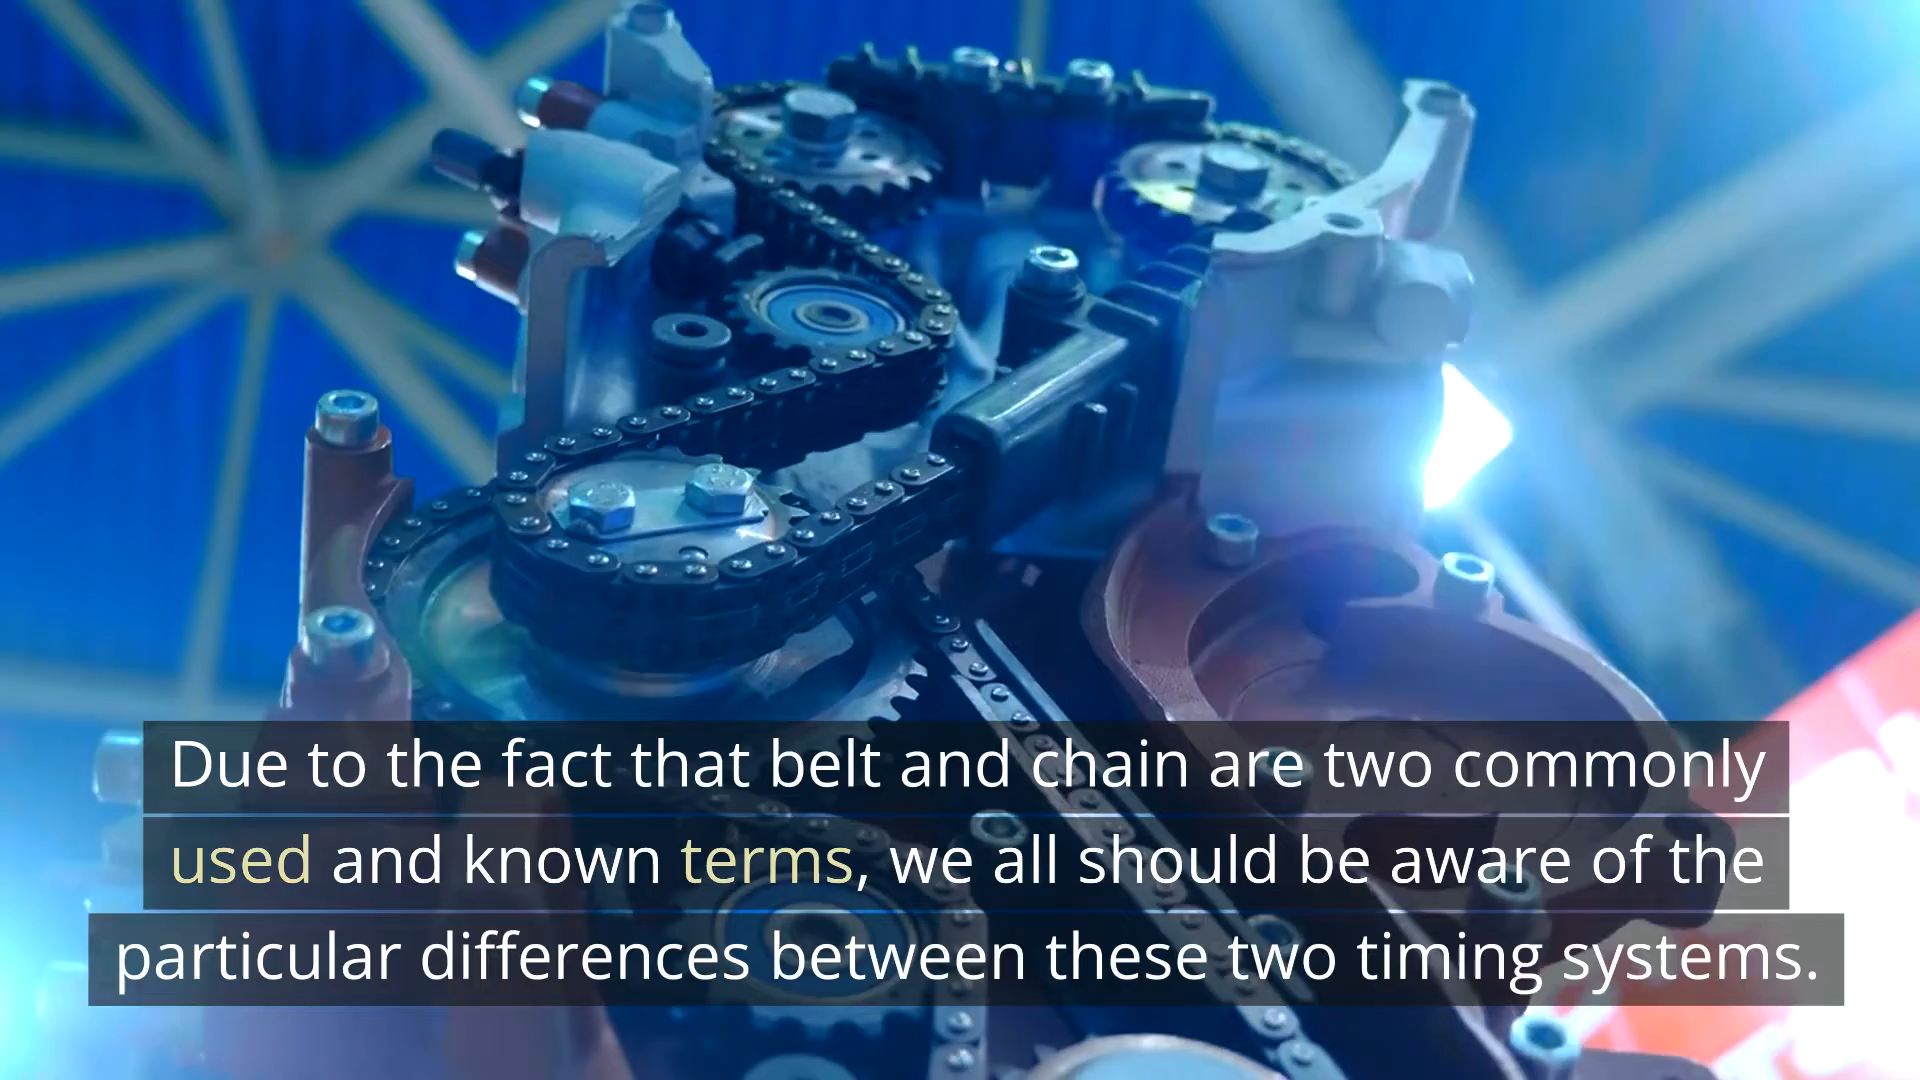 Due to the fact that belt and chain are two commonly
used and known terms, we all should be aware of the
particular differences between these two timing systems.